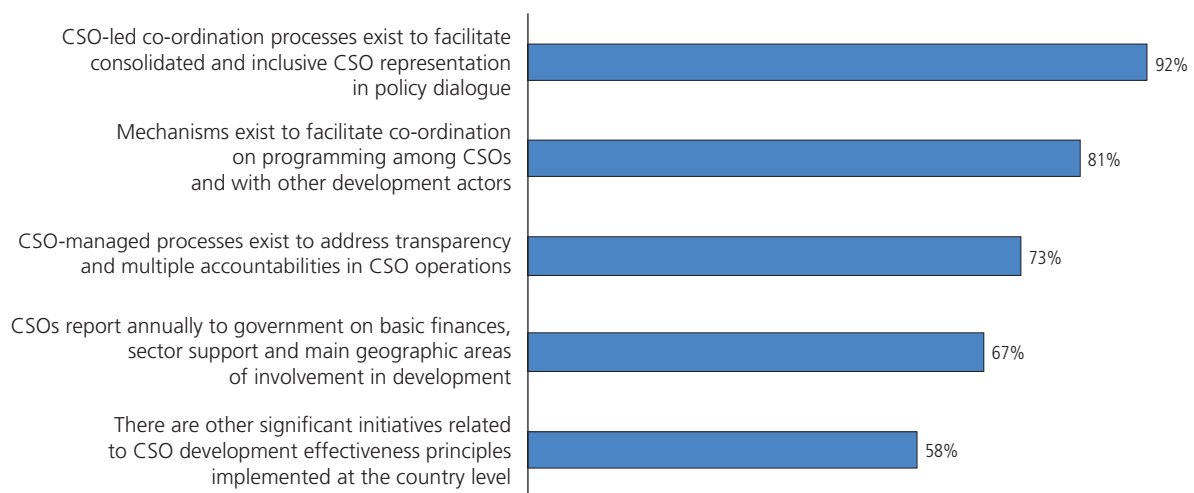 CSO-led co-ordination processes exist to facilitate
consolidated and inclusive CSO representation
in policy dialogue
92%
Mechanisms exist to facilitate co-ordination
on programming among CSOs
and with other development actors
81%
CSO-managed processes exist to address transparency
and multiple accountabilities in CSO operations
73%
CSOs report annually to government on basic finances,
sector support and main geographic areas
of involvement in development
67%
There are other significant initiatives related
to CSO development effectiveness principles
implemented at the country level
58%